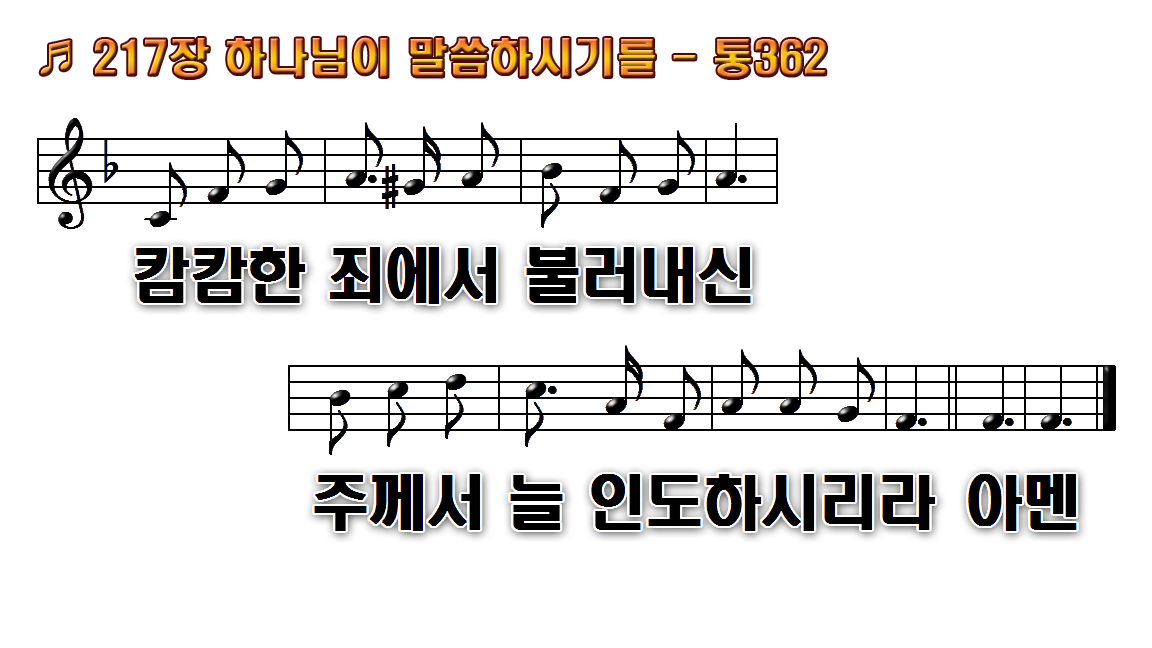 ♬ 217장 하나님이 말씀하시기를 - 통362
캄캄한 죄에서 불러내신
주께서 늘 인도하시리라 아멘